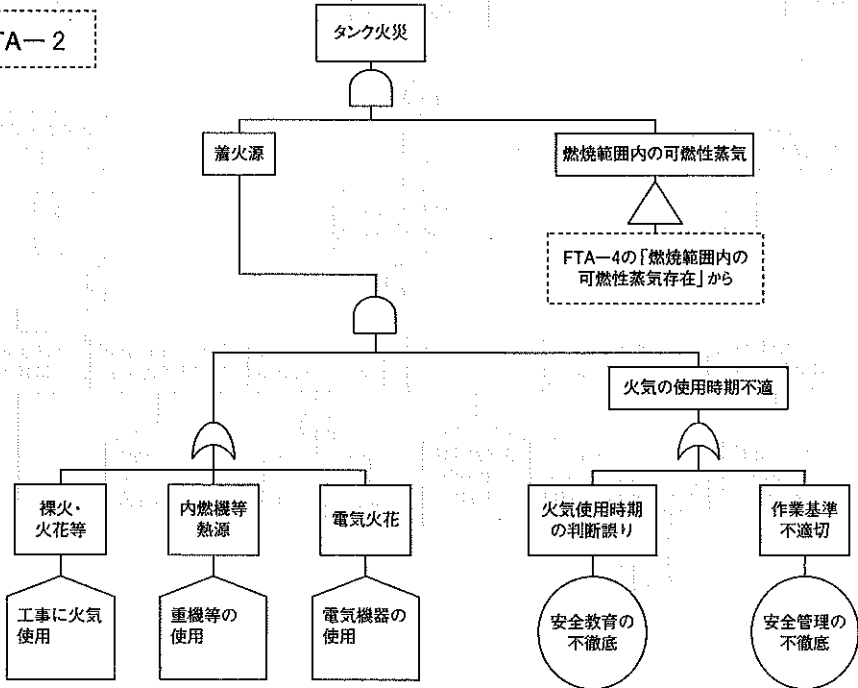 TA－2
タンク火災
着火源
燃焼範囲内の可燃性蒸気
FTA－4の「燃焼範囲内の
可燃性蒸気存在」から
火気の使用時期不適
裸火・
火花等
内燃機等
熱源
電気火花
火気使用時期
の判断誤り
作業基準
不適切
工事に火気
使用
重機等の
使用
電気機器の
使用
安全教育の
不徹底
安全管理の
不徹底